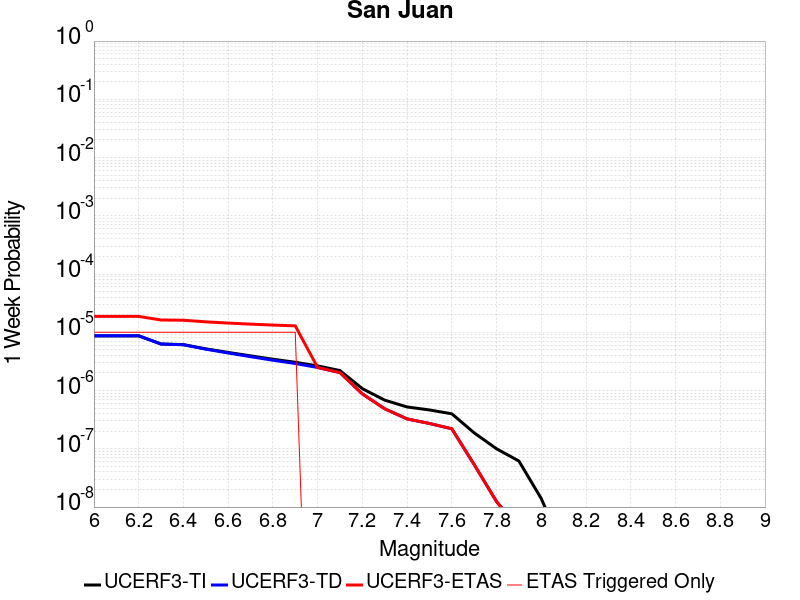 San Juan
10^0
10^-1
10^-2
10^-3
10^-4
10^-5
10^-6
10^-7
10^-8
1 Week Probability
6 6.2 6.4 6.6 6.8 7 7.2 7.4 7.6 7.8 8 8.2 8.4 8.6 8.8 9
Magnitude
UCERF3-TI UCERF3-TD UCERF3-ETAS ETAS Triggered Only